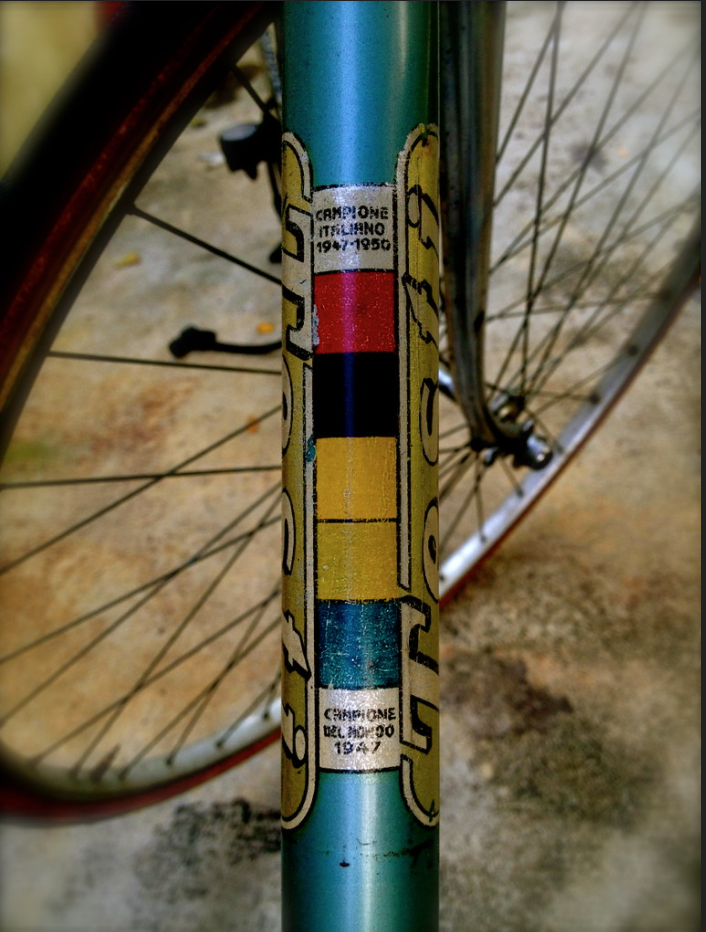 CAMPIONE
ITALIANO
1947-1950
CAMPIONE
DEL MONDO
1947